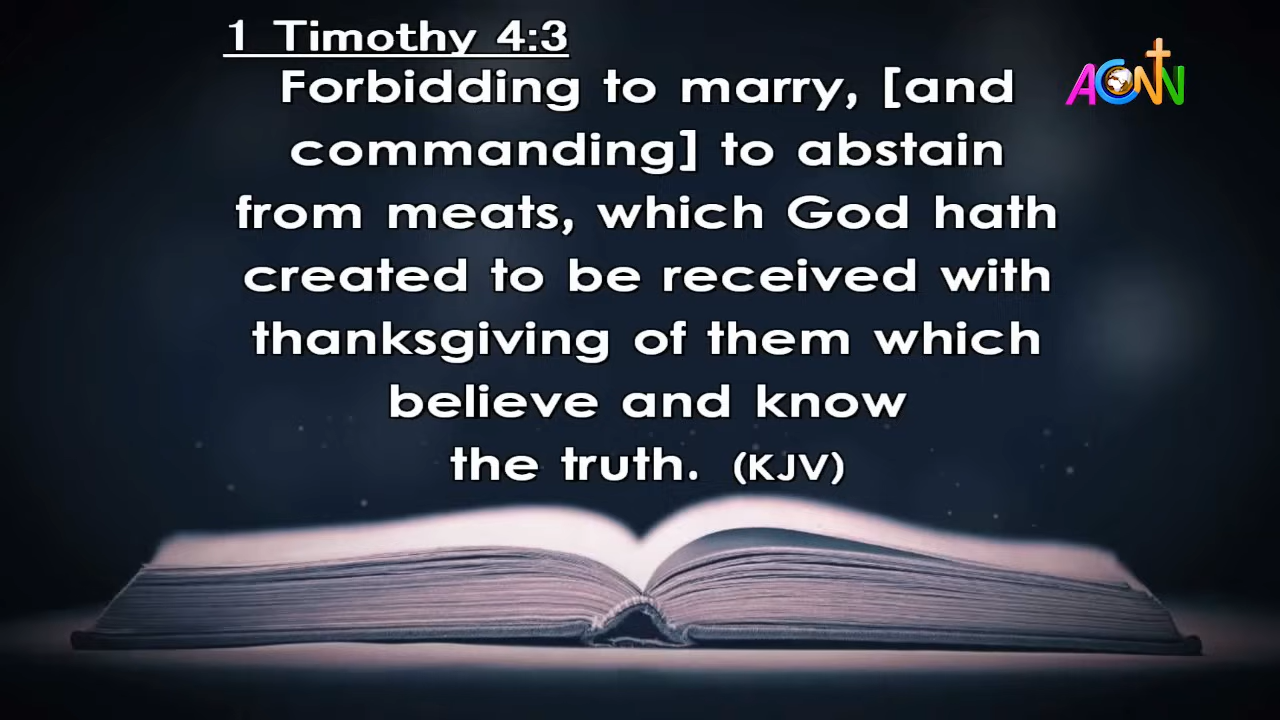 1 Timothy 4:3
ACNN
Forbidding to marry, [and
commanding] to abstain
from meats, which God hath
created to be received with
thanksgiving of them which
believe and know
the truth. (KJV)